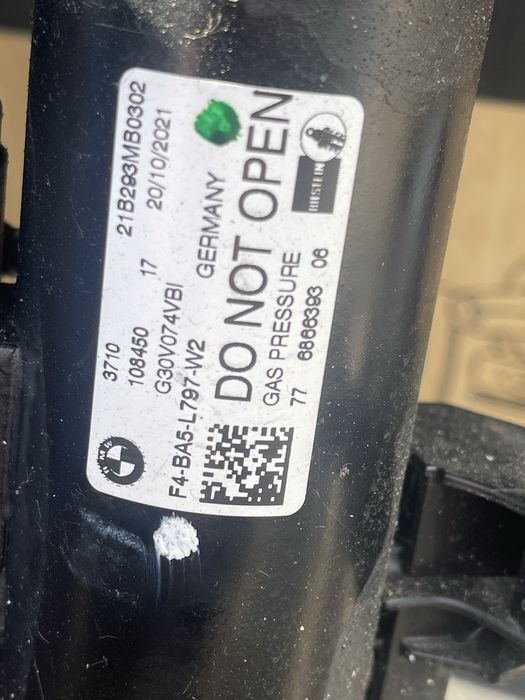 3710 21B293MB0302
108450 17 20/10/2021
G30V074VBI
F4-BA5-L797-W2 GERMANY
DO NOT OPEN
GAS PRESSURE
77 6866393 06
BILSTEIN